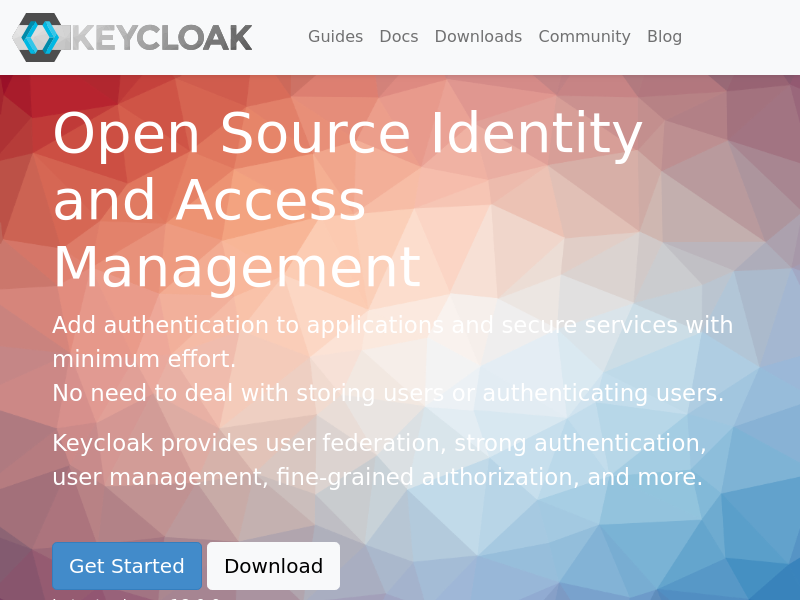 KEYCLOAK
Guides Docs Downloads Community Blog
Open Source Identity
and Access
Management
Add authentication to applications and secure services with
minimum effort.
No need to deal with storing users or authenticating users.
Keycloak provides user federation, strong authentication,
user management, fine-grained authorization, and more.
Get Started Download